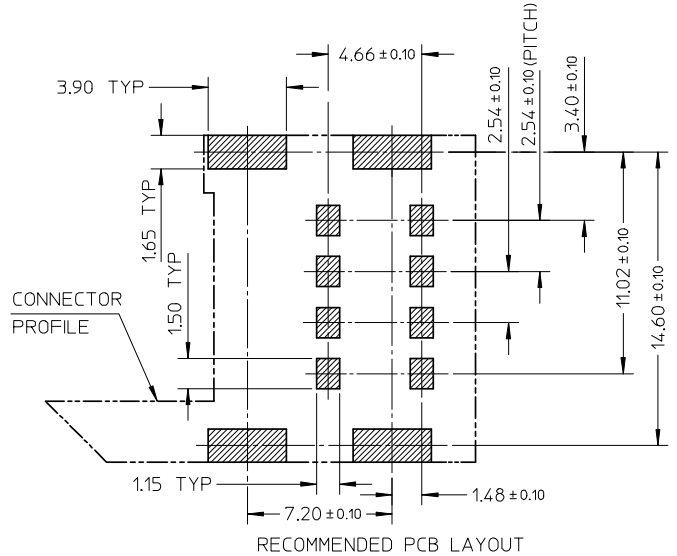 4.66 ±0.10
3.90 TYP
2.54 ±0.10
2.54 ±0.10 (PITCH)
3.40 ±0.10
1.65 TYP
1.50 TYP
11.02 ±0.10
14.60 ±0.10
CONNECTOR
PROFILE
1.15 TYP
1.48 ±0.10
7.20 ±0.10
RECOMMENDED PCB LAYOUT